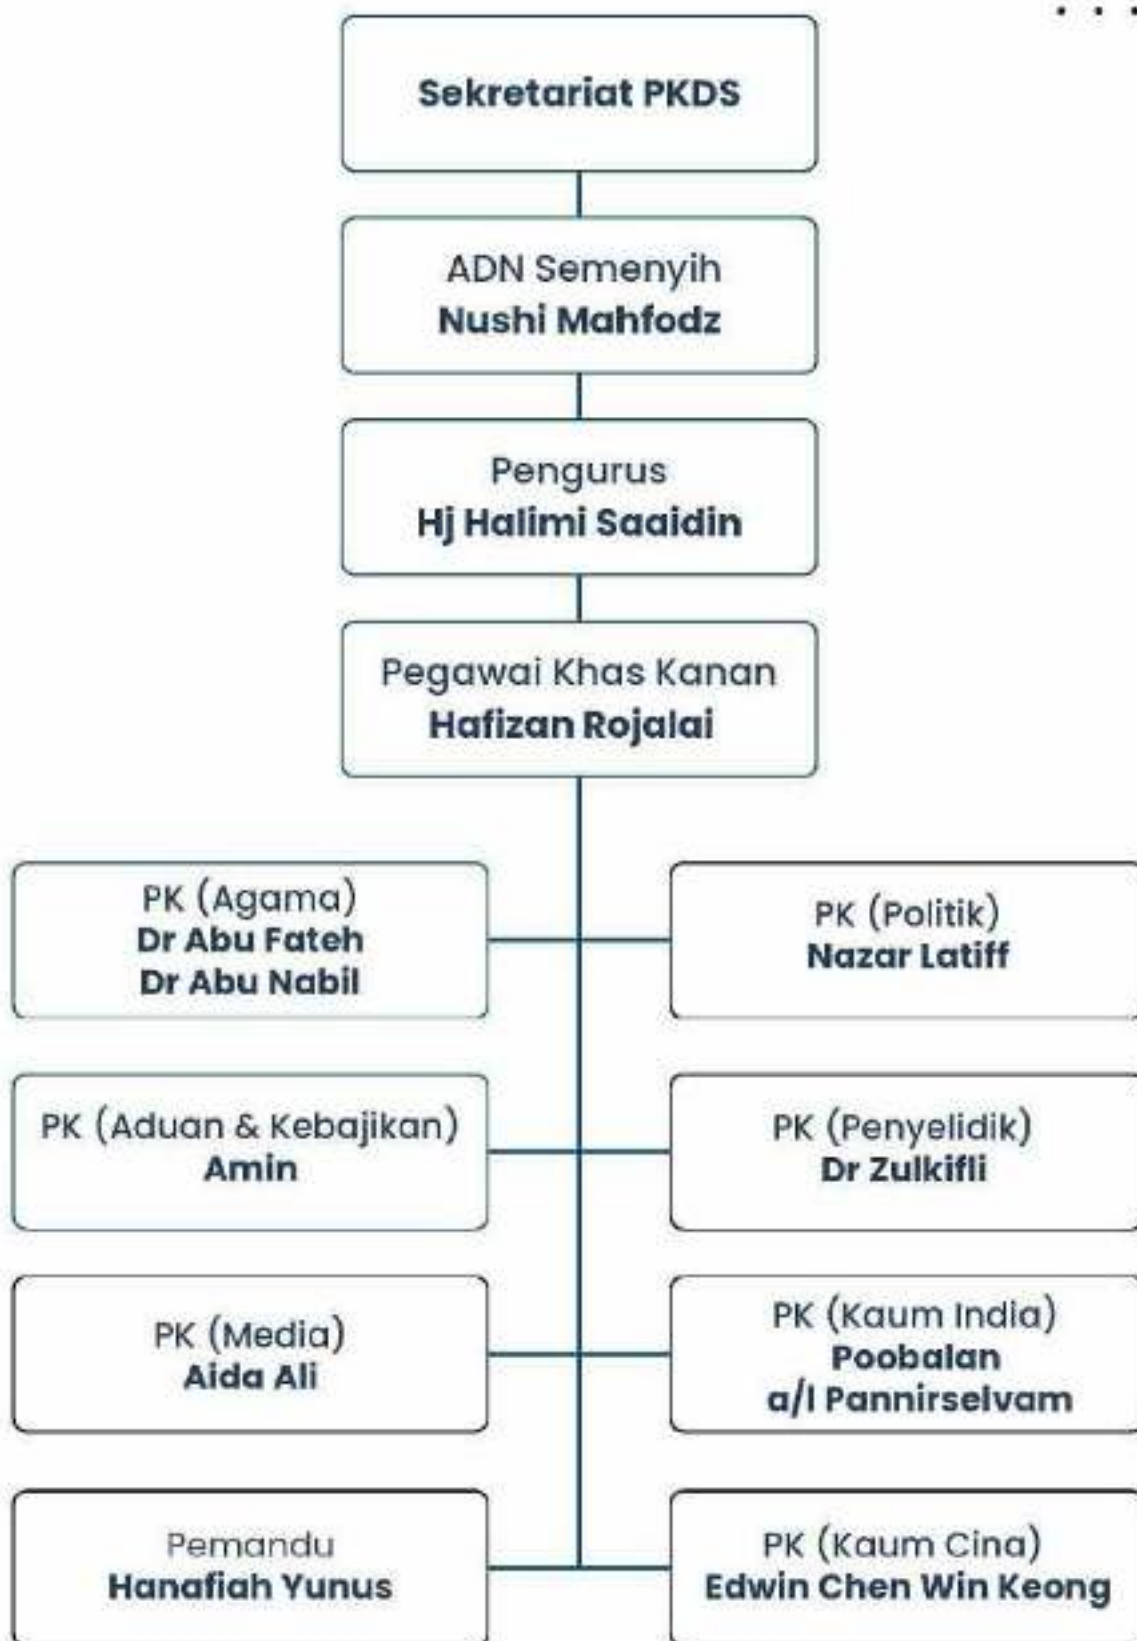 Sekretariat PKDS
ADN Semenyih
Nushi Mahfodz
Pengurus
Hj Halimi Saaidin
Pegawai Khas Kanan
Hafizan Rojalai
PK (Agama)
Dr Abu Fateh
Dr Abu Nabil
PK (Politik)
Nazar Latiff
PK (Aduan & Kebajikan)
Amin
PK (Penyelidik)
Dr Zulkifli
PK (Media)
Aida Ali
PK (Kaum India)
Poobalan
a/l Pannirselvam
Pemandu
Hanafiah Yunus
PK (Kaum Cina)
Edwin Chen Win Keong